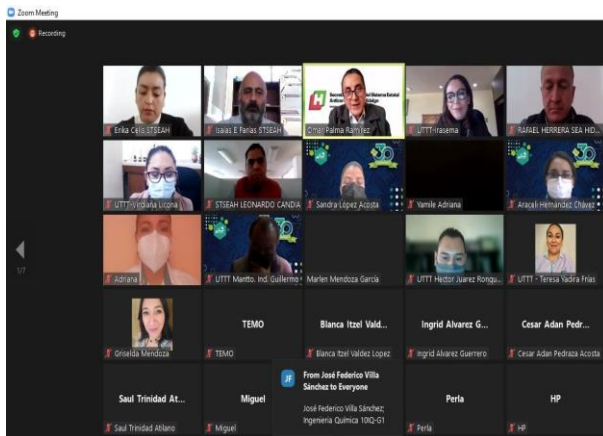 Zoom Meeting
Recording
Erika Celis STSEAH
Isaias E Farias STSEAH
Omar Palma Ramirez
UTTT-Irasema
RAFAEL HERRERA SEA HID...
UTTT-Viridiana Licona
STSEAH LEONARDO CANDIA
Sandra López Acosta
Yamile Adriana
Araceli Hernández Chávez
Adriana
UTTT Mantto. Ind. Guillermo
Marlen Mendoza García
UTTT Hector Juarez Rongu...
UTTT - Teresa Yadira Frías
1/7
Griselda Mendoza
TEMO
TEMO
Blanca Itzel Vald...
Blanca Itzel Valdez Lopez
Ingrid Alvarez G...
Ingrid Alvarez Guerrero
Cesar Adan Pedr...
Cesar Adan Pedraza Acosta
Saul Trinidad At...
Saul Trinidad Atilano
Miguel
Miguel
JF
From José Federico Villa
Sánchez to Everyone
José Federico Villa Sánchez;
Ingenieria Química 10IQ-G1
Perla
Perla
HP
HP